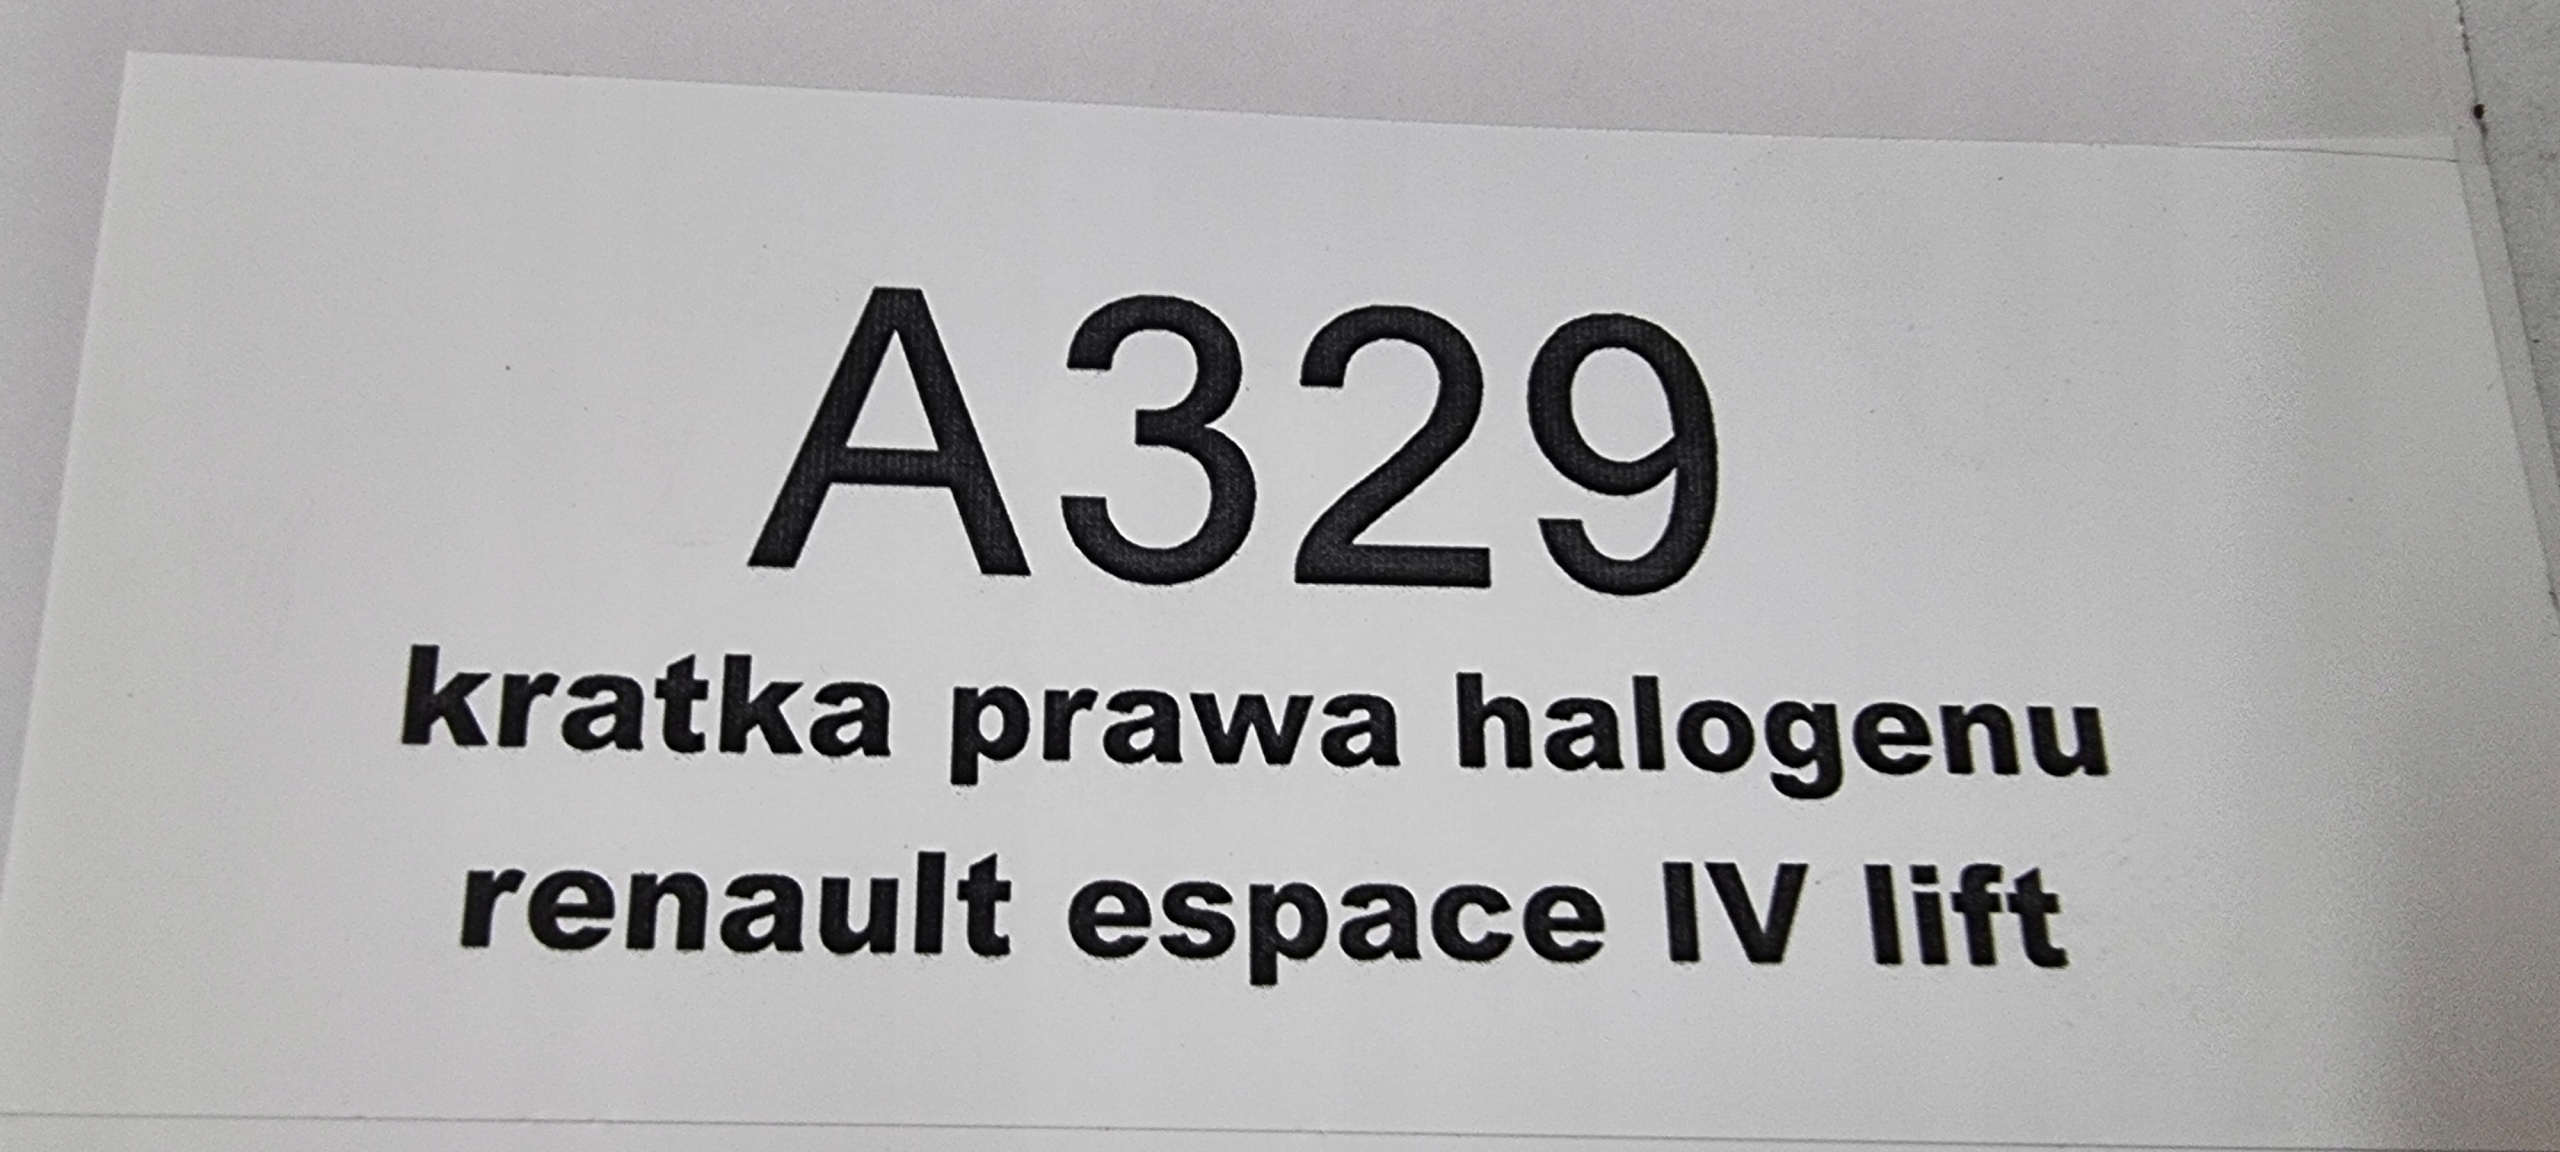 A329
kratka prawa halogenu
renault espace IV lift